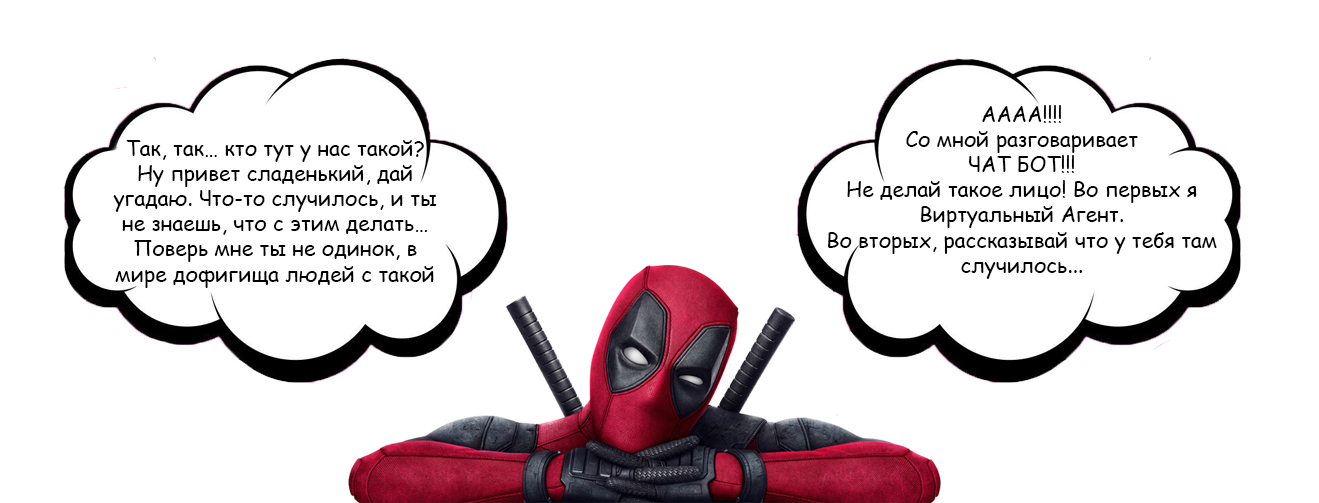 Так, так... кто тут у нас такой?
Ну привет сладенький, дай
угадаю. Что-то случилось, и ты
не знаешь, что с этим делать...
Поверь мне ты не одинок, в
мире дофигища людей с такой
АААА!!!!
Со мной разговаривает
ЧАТ БОТ!!!
Не делай такое лицо! Во первых я
Виртуальный Агент.
Во вторых, рассказывай что у тебя там
случилось...